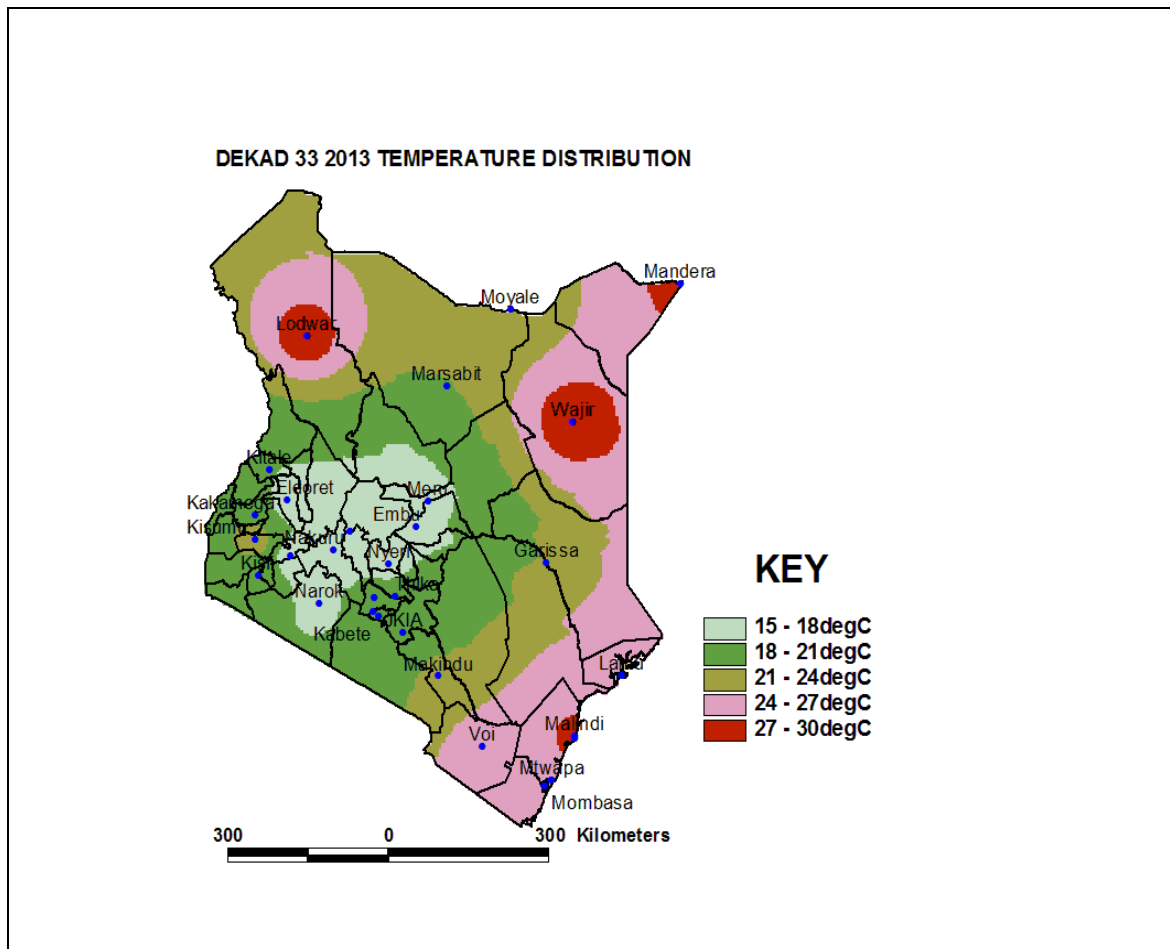 DEKAD 33 2013 TEMPERATURE DISTRIBUTION
Mandera
Moyale
Lodwar
Marsabit
Wajir
Kitale
Eldoret
Meru
Kakamega
Embu
Kisumu
Nakuru
Nyeri
Garissa
Kisii
Narok
Thika
JKIA
Kabete
Makindu
Lamu
Malindi
Voi
Mtwapa
Mombasa
KEY
15 - 18degC
18 - 21degC
21 - 24degC
24 - 27degC
27 - 30degC
300 0 300 Kilometers